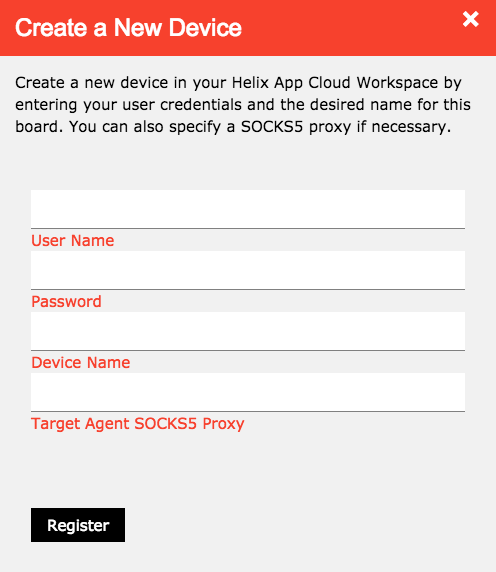 Create a New Device
Create a new device in your Helix App Cloud Workspace by
entering your user credentials and the desired name for this
board. You can also specify a SOCKS5 proxy if necessary.
User Name
Password
Device Name
Target Agent SOCKS5 Proxy
Register